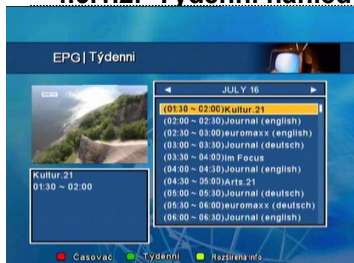 Týdenní náhled
EPG| Týdenni
JULY 16
(01:30 ~ 02:00)Kultur.21
(02:00 ~ 02:30)Journal (english)
(02:30 ~ 03:00)euromaxx (english)
(03:00 ~ 03:30)Journal (deutsch)
(03:30 ~ 04:00)Im Focus
(04:00 ~ 04:30)Journal (english)
(04:30 ~ 05:00)Arts.21
(05:00 ~ 05:30)Journal (deutsch)
(05:30 ~ 06:00)euromaxx (deutsch)
(06:00 ~ 06:30)Journal (english)
Kultur.21
01:30 ~ 02:00
Časovač Týdenni Rozsirena info